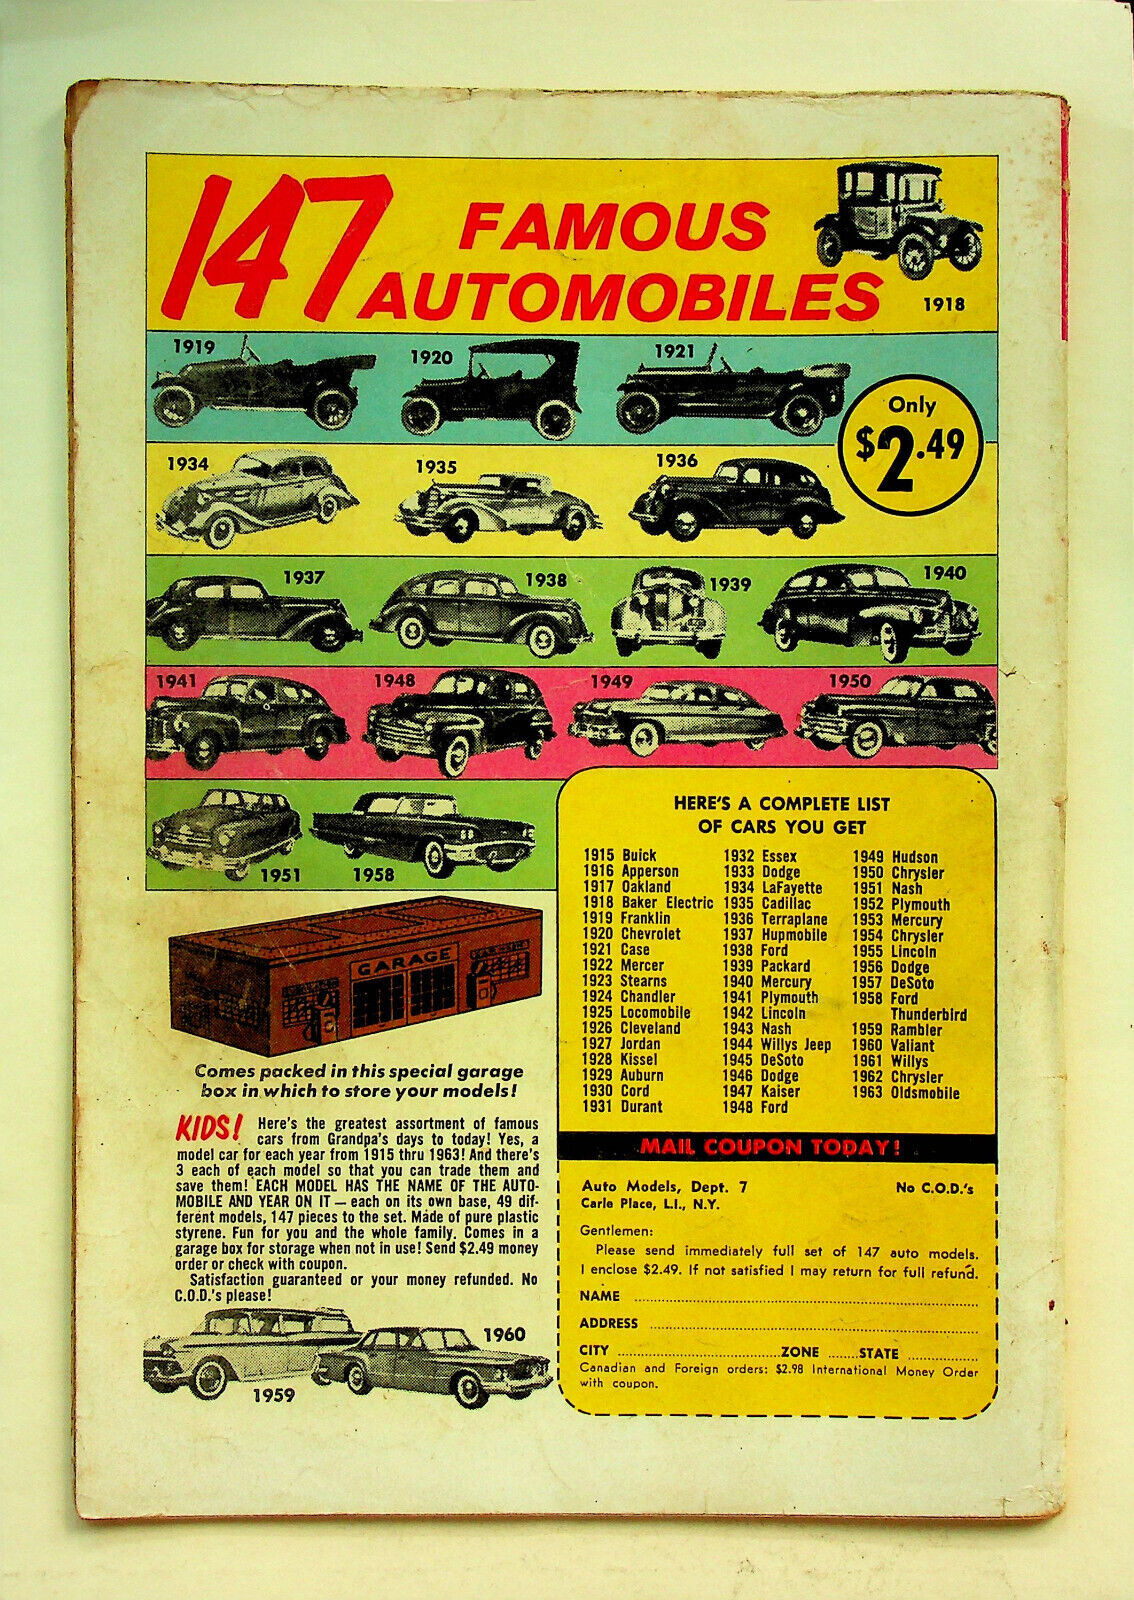 147 FAMOUS
AUTOMOBILES
1918
1919
1920
1921
Only
$2.49
1934
1935
1936
1937
1938
1939
1940
1941
1948
1949
1950
1951
1958
HERE'S A COMPLETE LIST
OF CARS YOU GET
1915 Buick
1916 Apperson
1917 Oakland
1918 Baker Electric
1919 Franklin
1920 Chevrolet
1921 Case
1922 Mercer
1923 Stearns
1924 Chandler
1925 Locomobile
1926 Cleveland
1927 Jordan
1928 Kissel
1929 Auburn
1930 Cord
1931 Durant
1932 Essex
1933 Dodge
1934 LaFayette
1935 Cadillac
1936 Terraplane
1937 Hupmobile
1938 Ford
1939 Packard
1940 Mercury
1941 Plymouth
1942 Lincoln
1943 Nash
1944 Willys Jeep
1945 DeSoto
1946 Dodge
1947 Kaiser
1948 Ford
1949 Hudson
1950 Chrysler
1951 Nash
1952 Plymouth
1953 Mercury
1954 Chrysler
1955 Lincoln
1956 Dodge
1957 DeSoto
1958 Ford
Thunderbird
1959 Rambler
1960 Valiant
1961 Willys
1962 Chrysler
1963 Oldsmobile
GARAGE
Comes packed in this special garage
box in which to store your models!
KIDS! Here's the greatest assortment of famous
cars from Grandpa's days to today! Yes, a
model car for each year from 1915 thru 1963! And there's
3 each of each model so that you can trade them and
save them! EACH MODEL HAS THE NAME OF THE AUTO-
MOBILE AND YEAR ON IT — each on its own base, 49 dif-
ferent models, 147 pieces to the set. Made of pure plastic
styrene. Fun for you and the whole family. Comes in a
garage box for storage when not in use! Send $2.49 money
order or check with coupon.
Satisfaction guaranteed or your money refunded. No
C.O.D.'s please!
1959
1960
MAIL COUPON TODAY!
Auto Models, Dept. 7 No C.O.D.'s
Carle Place, L.I., N.Y.
Gentlemen:
Please send immediately full set of 147 auto models.
I enclose $2.49. If not satisfied I may return for full refund.
NAME
ADDRESS
CITY ZONE STATE
Canadian and Foreign orders: $2.98 International Money Order
with coupon.